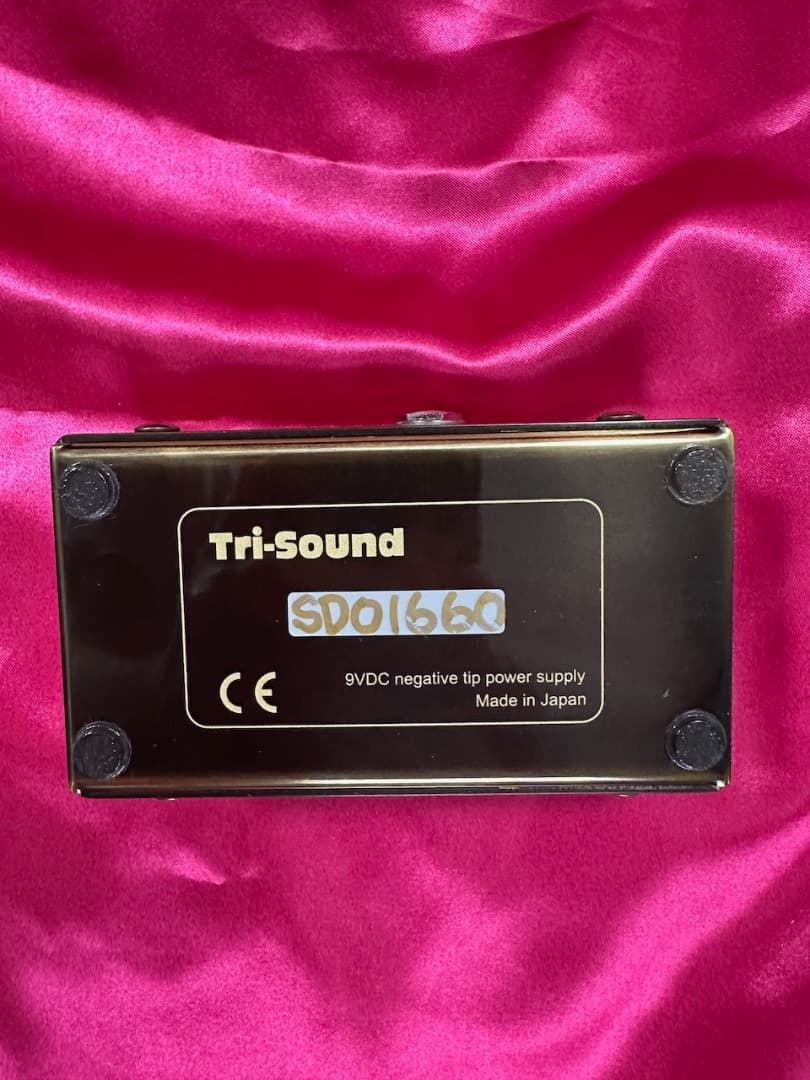 Tri-Sound
SD01660
CE
9VDC negative tip power supply
Made in Japan